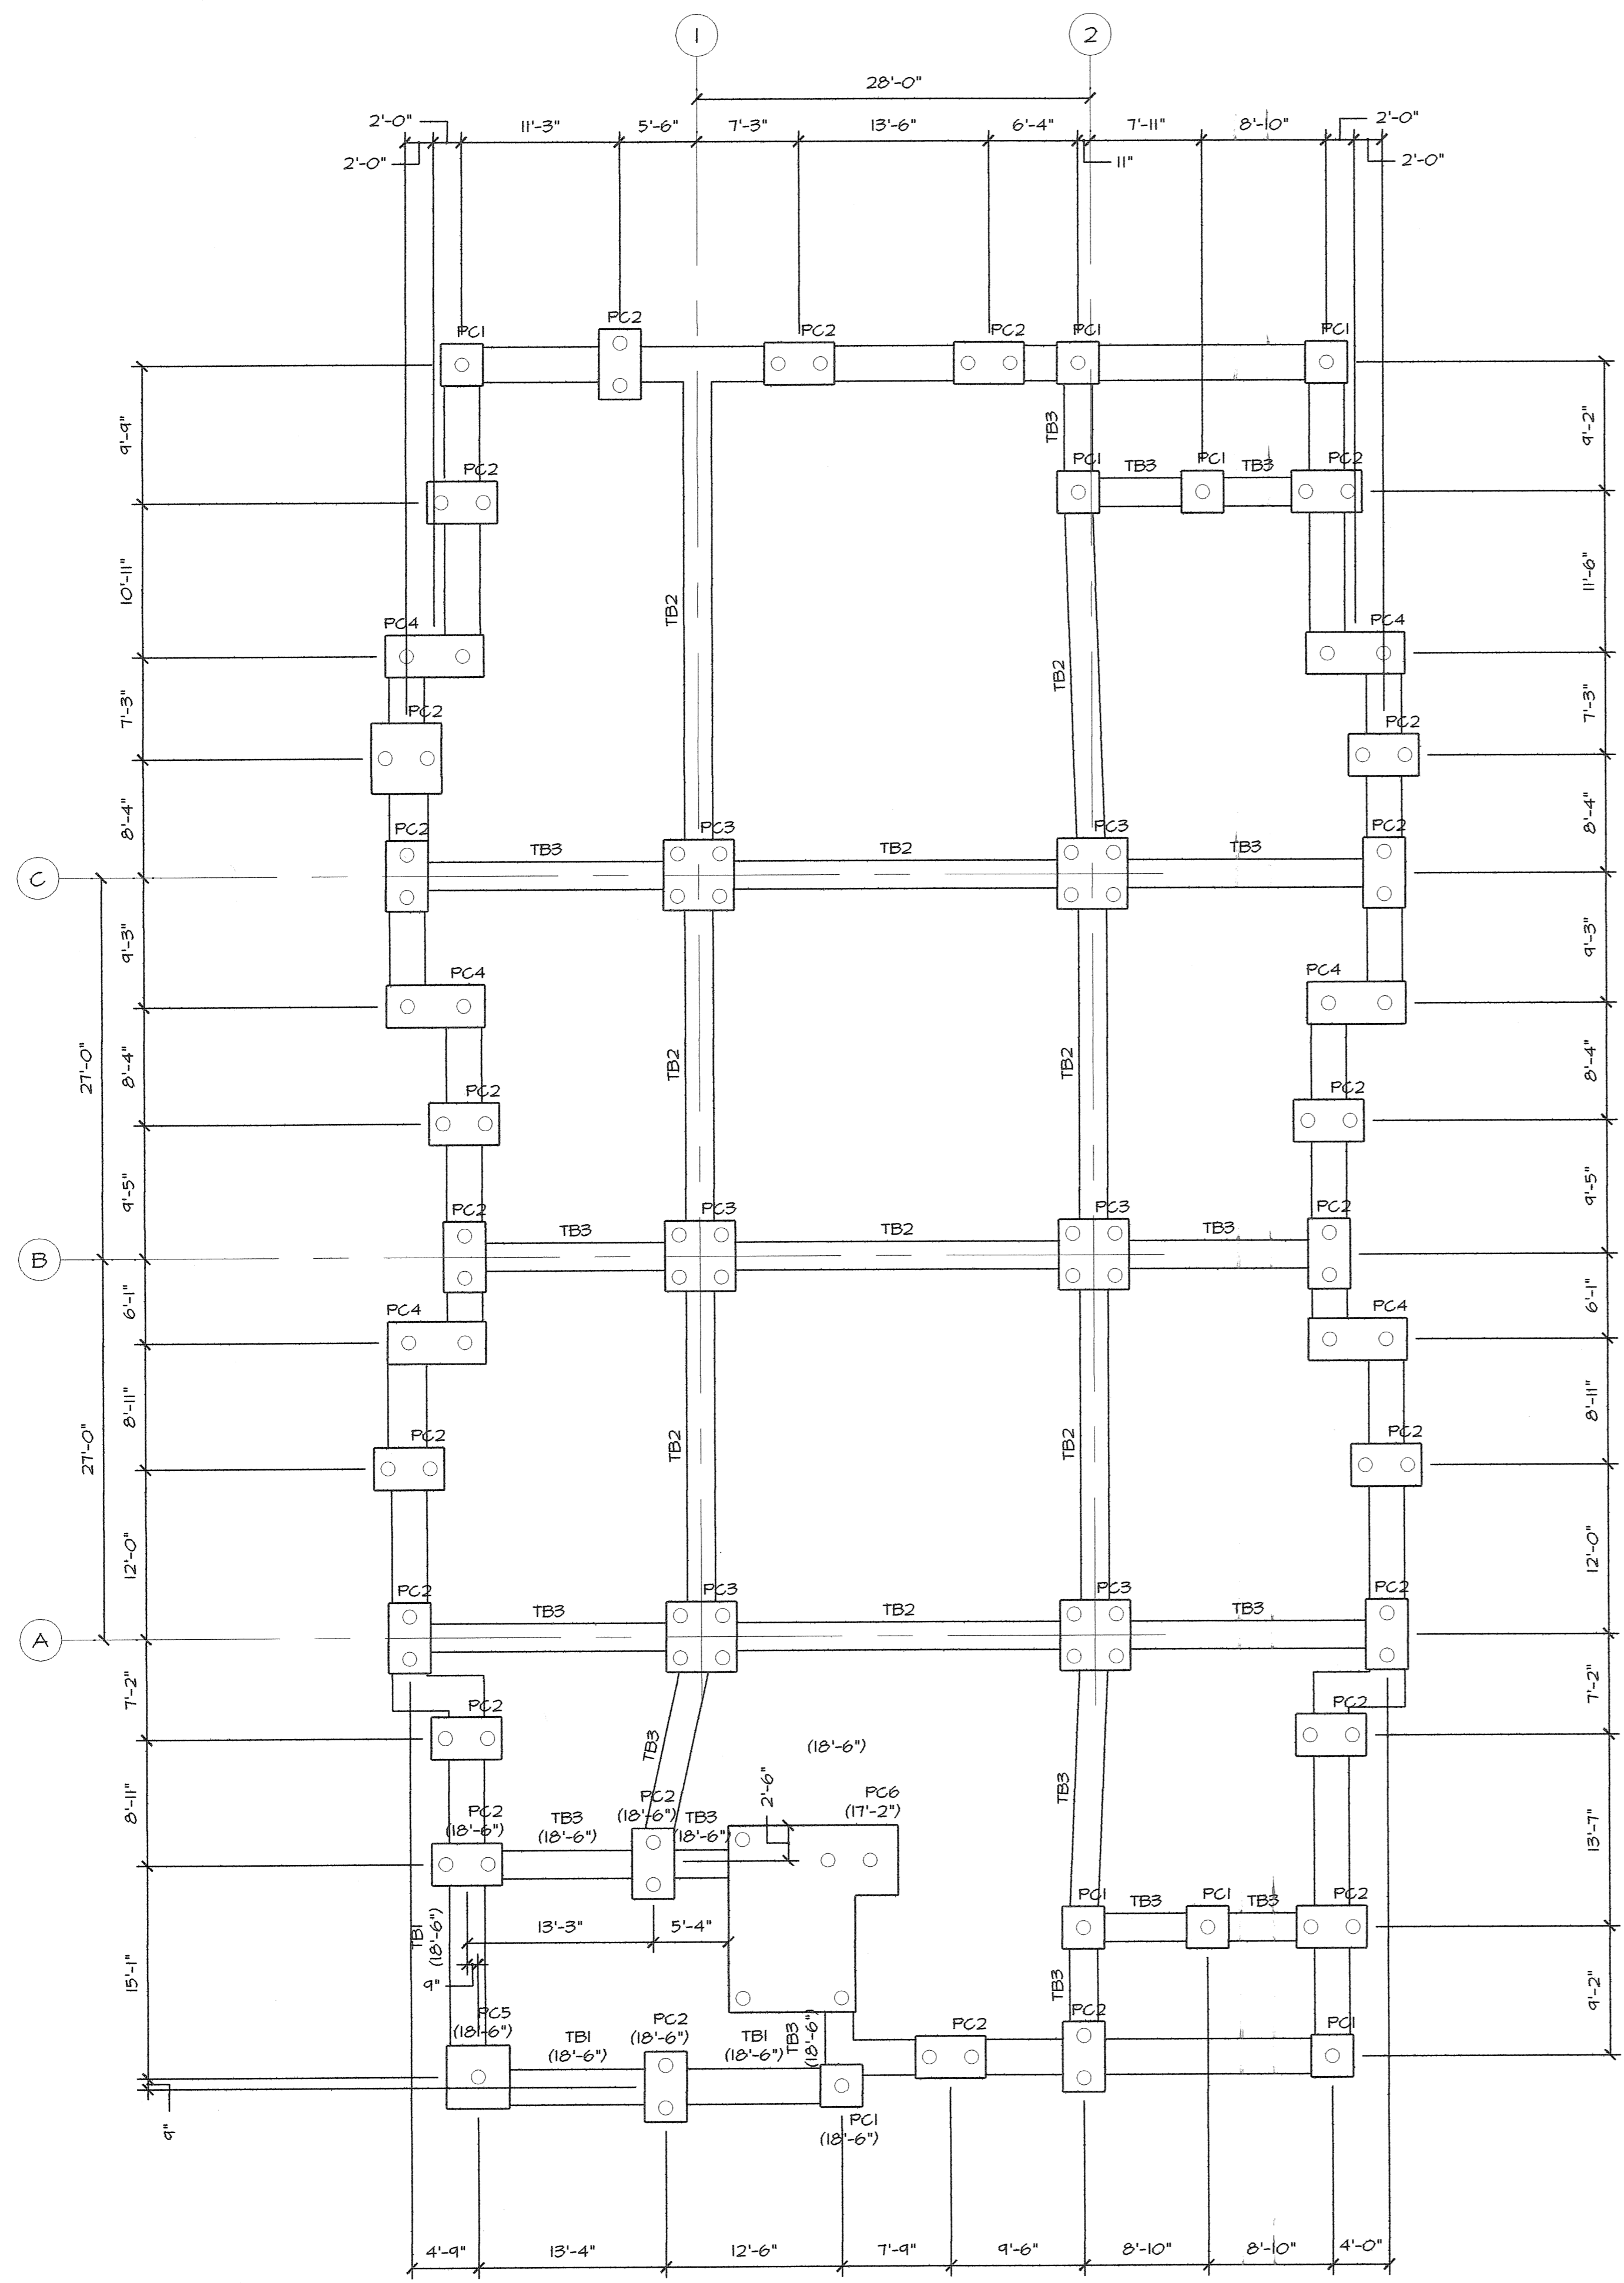 1 2
28'-0"
2'-0" 11'-3" 5'-6" 7'-3" 13'-6" 6'-4" 7'-11" 8'-10" 2'-0"
2'-0" 11" 2'-0"
PC1 PC2 PC2 PC2 PC1 PC1
9'-9" TB3 9'-2"
PC2 PC1 TB3 PC1 TB3 PC2
10'-11" TB2 11'-6"
PC4 PC4
TB2
7'-3" PC2 PC2 7'-3"
8'-4" PC2 PC3 PC3 PC2 8'-4"
TB3 TB2 TB3
C
9'-3" 9'-3"
PC4 PC4
27'-0" 8'-4" TB2 TB2 8'-4"
PC2 PC2
9'-5" 9'-5"
PC2 PC3 PC3 PC2
TB3 TB2 TB3
B
6'-1" PC4 PC4 6'-1"
8'-11" 8'-11"
27'-0" PC2 TB2 TB2 PC2
12'-0" 12'-0"
PC2 PC3 PC3 PC2
TB3 TB2 TB3
A
7'-2" PC2 PC2 7'-2"
TB3 (18'-6")
2'-6" TB3
8'-11" PC2 PC2 PC6 13'-7"
(18'-6") TB3 (18'-6") TB3 (17'-2")
(18'-6") (18'-6")
PC1 TB3 PC1 TB3 PC2
TB1 13'-3" 5'-4"
(18'-6")
15'-1" 9" TB3 9'-2"
PC5 PC2 PC2 PC2 PC1
(18'-6") (18'-6") TB3
TB1 TB1 (18'-6")
(18'-6") (18'-6")
9" PC1
(18'-6")
4'-9" 13'-4" 12'-6" 7'-9" 9'-6" 8'-10" 8'-10" 4'-0"